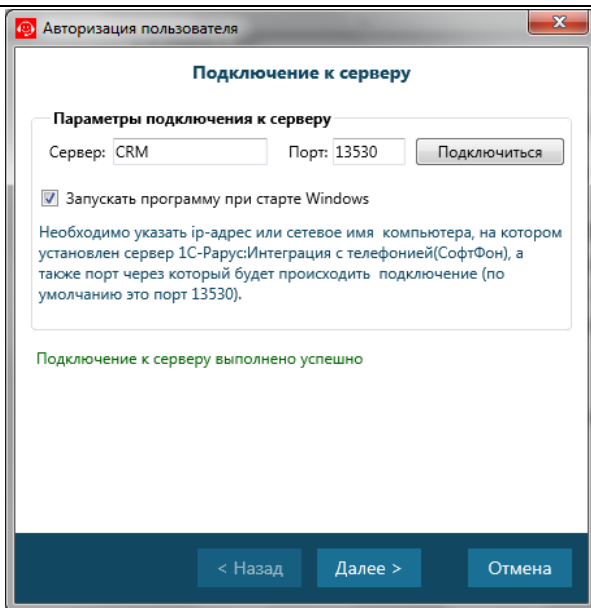 Авторизация пользователя
Подключение к серверу
Параметры подключения к серверу
Сервер: CRM Порт: 13530 Подключиться
Запускать программу при старте Windows
Необходимо указать ip-адрес или сетевое имя компьютера, на котором
установлен сервер 1С-Рарус:Интеграция с телефонией(СофтФон), а
также порт через который будет происходить подключение (по
умолчанию это порт 13530).
Подключение к серверу выполнено успешно
< Назад Далее > Отмена